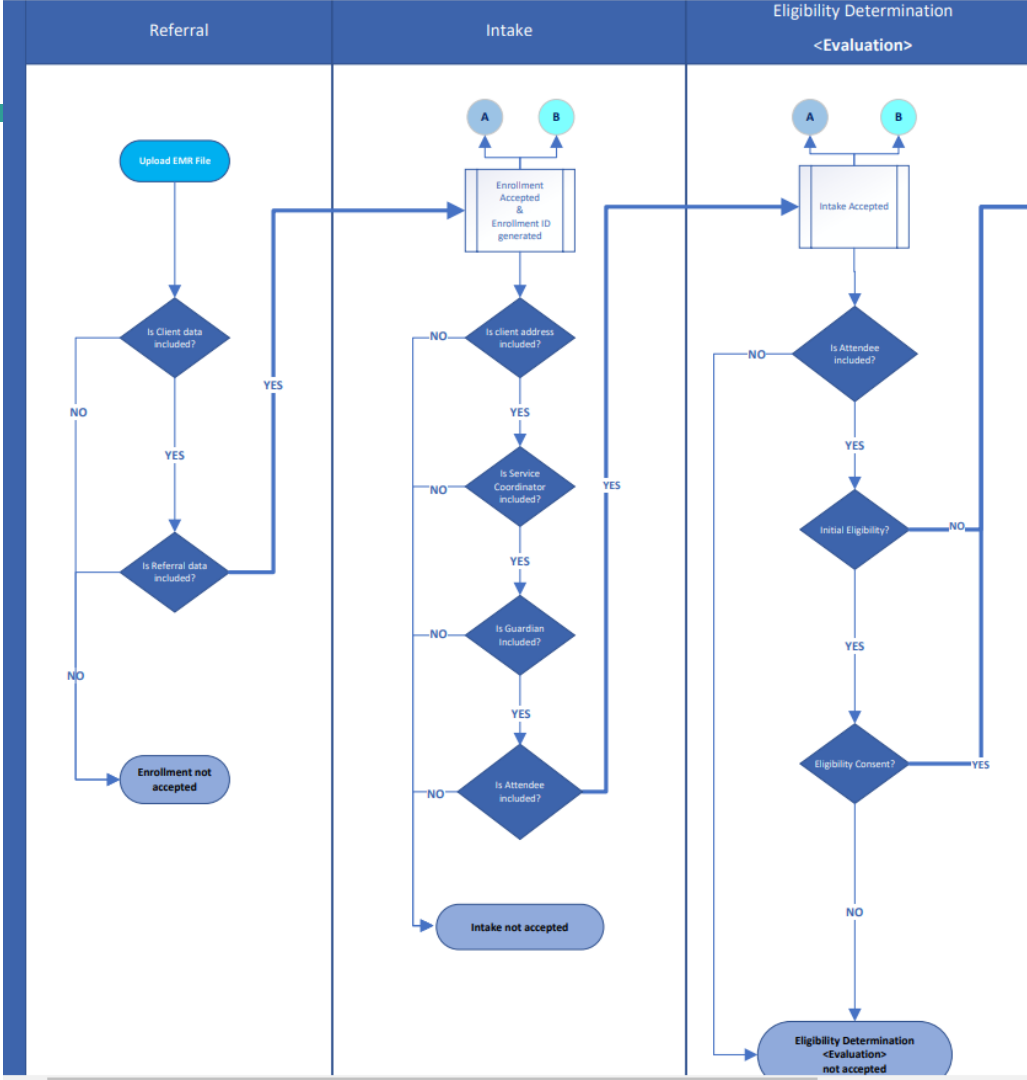 Referral
Intake
Eligibility Determination
<Evaluation>
Upload EMR File
Is Client data
included?
NO
YES
Is Referral data
included?
YES
NO
Enrollment not
accepted
A
B
Enrollment
Accepted
&
Enrollment ID
generated
Is client address
included?
NO
YES
Is Service
Coordinator
included?
NO
YES
Is Guardian
Included?
NO
YES
Is Attendee
included?
NO
YES
Intake not accepted
A
B
Intake Accepted
Is Attendee
included?
NO
YES
Initial Eligibility?
NO
YES
Eligibility Consent?
YES
NO
Eligibility Determination
<Evaluation>
not accepted